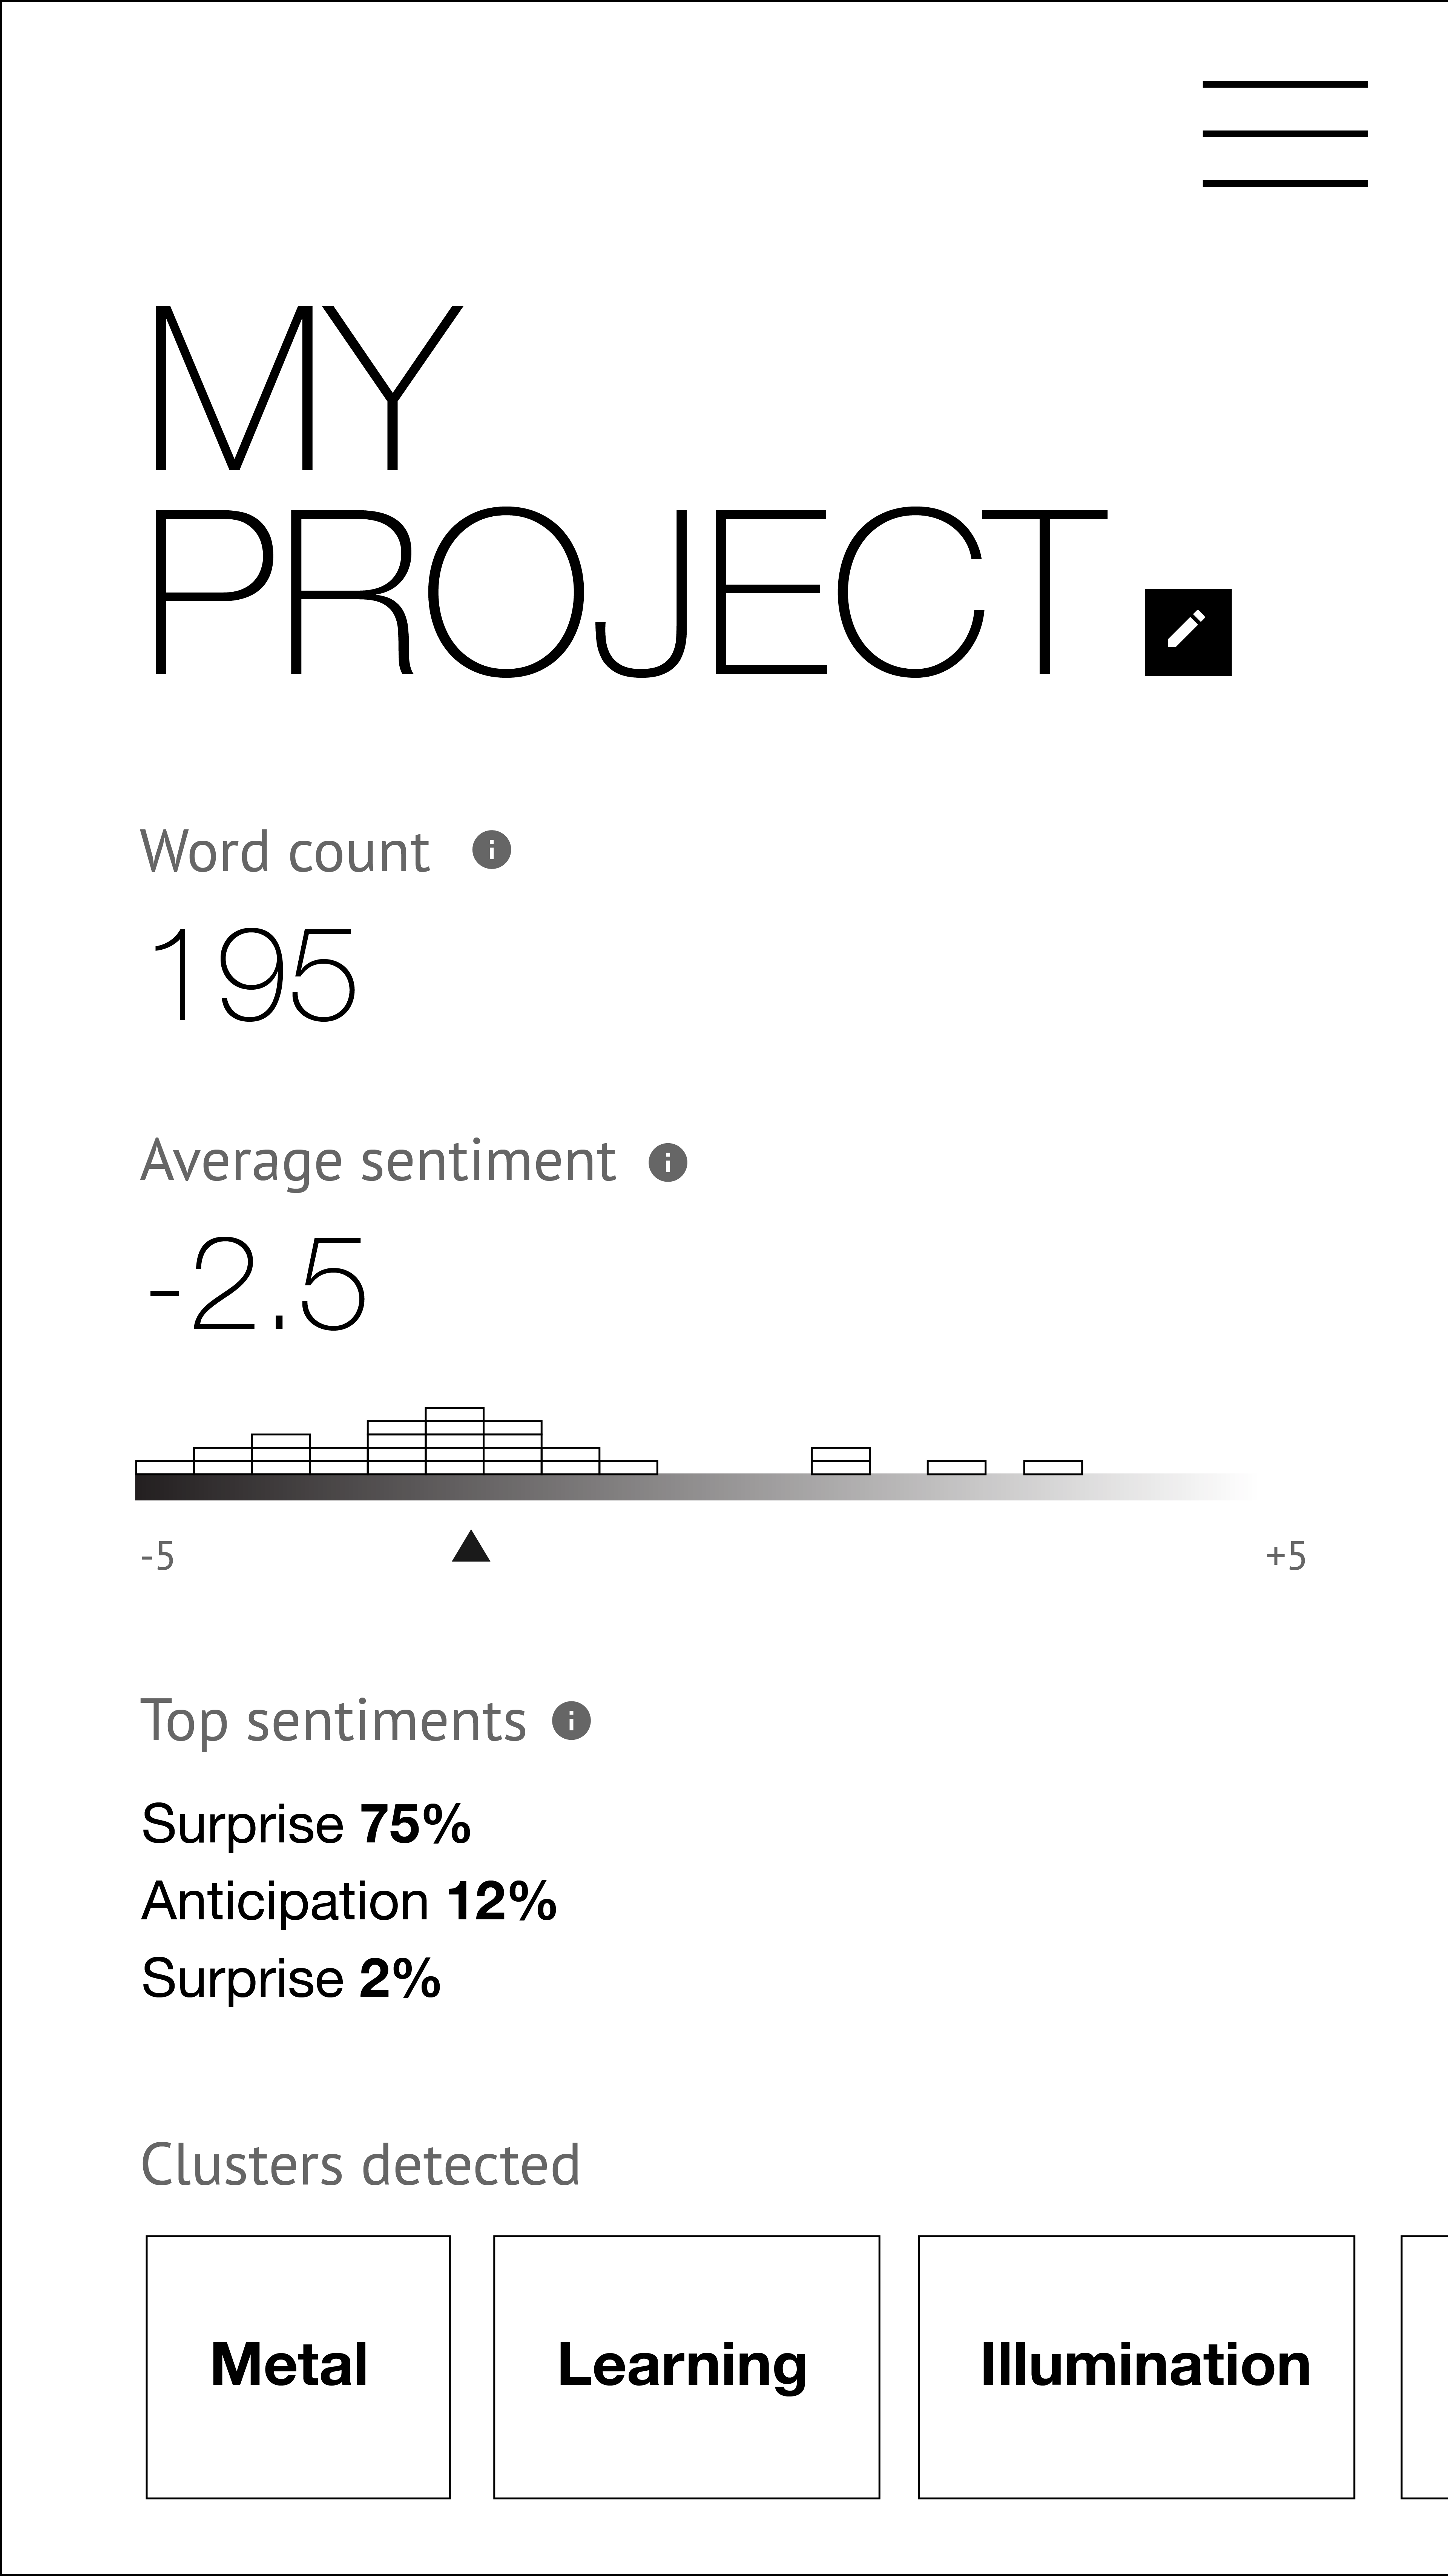 MY
PROJECT
Word count
195
Average sentiment
-2.5
-5 +5
Top sentiments
Surprise 75%
Anticipation 12%
Surprise 2%
Clusters detected
Metal Learning Illumination